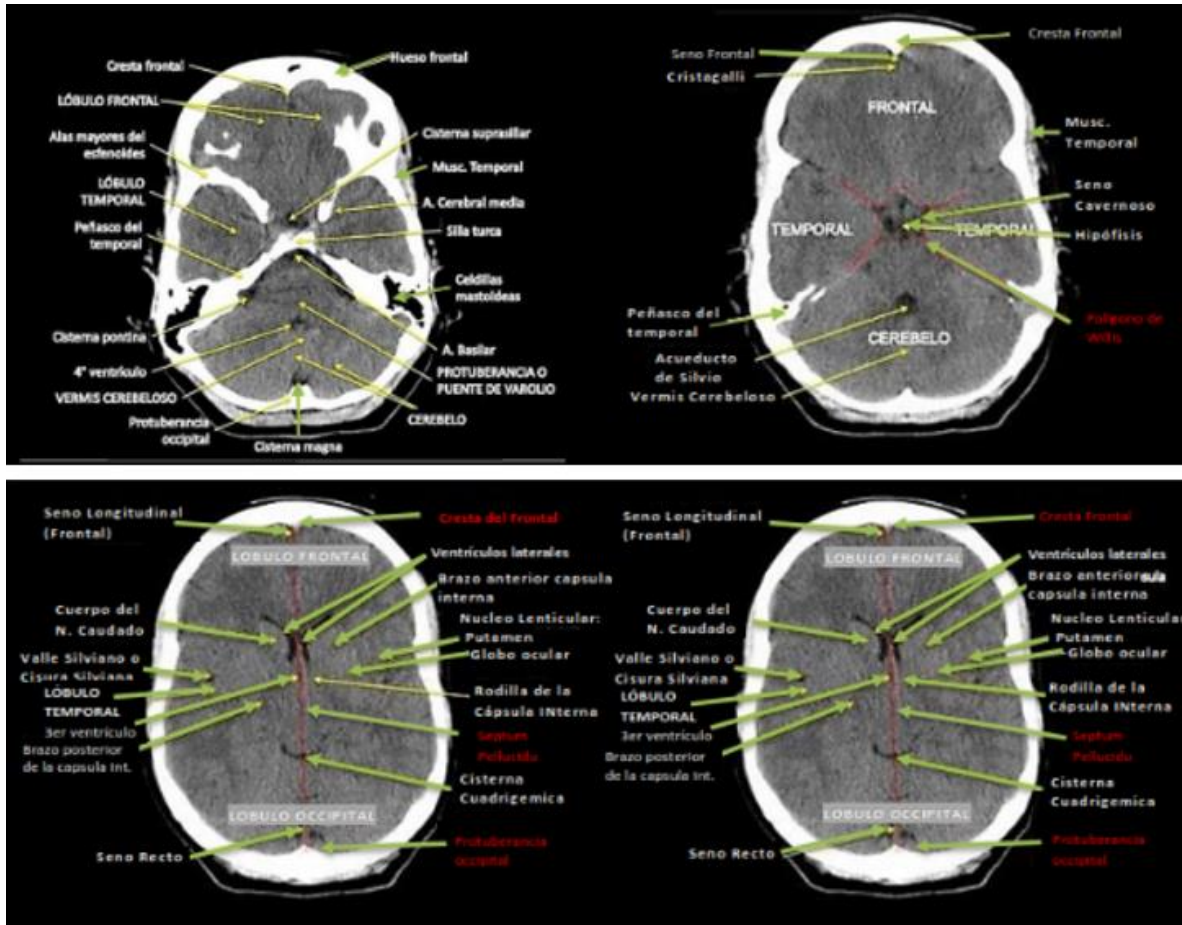 Cresta frontal
Hueso frontal
LÓBULO FRONTAL
Alas mayores del
esfenoides
Cisterna suprasillar
Musc. Temporal
LÓBULO
TEMPORAL
A. Cerebral media
Peñasco del
temporal
Silla turca
Celdillas
mastoideas
Cisterna pontina
A. Basilar
4° ventrículo
PROTUBERANCIA O
PUENTE DE VAROLIO
VERMIS CEREBELOSO
CEREBELO
Protuberancia
occipital
Cisterna magna
Cresta Frontal
Seno Frontal
Cristagalli
FRONTAL
Musc.
Temporal
Seno
Cavernoso
TEMPORAL
TEMPORAL
Hipófisis
Peñasco del
temporal
Polígono de
Willis
CEREBELO
Acueducto
de Silvio
Vermis Cerebeloso
Seno Longitudinal
(Frontal)
Cresta del Frontal
LOBULO FRONTAL
Ventrículos laterales
Brazo anterior capsula
interna
Cuerpo del
N. Caudado
Nucleo Lenticular:
Putamen
Globo ocular
Valle Silviano o
Cisura Silviana
LÓBULO
TEMPORAL
3er ventrículo
Brazo posterior
de la capsula Int.
Rodilla de la
Cápsula INterna
Septum
Pellucidu
Cisterna
Cuadrigemica
LOBULO OCCIPITAL
Seno Recto
Protuberancia
occipital
Seno Longitudinal
(Frontal)
Cresta Frontal
LOBULO FRONTAL
Ventrículos laterales
Brazo anterior
capsula interna
Cuerpo del
N. Caudado
Nucleo Lenticular
Putamen
Globo ocular
Valle Silviano o
Cisura Silviana
LÓBULO
TEMPORAL
3er ventrículo
Brazo posterior
de la capsula Int.
Rodilla de la
Cápsula INterna
Septum
Pellucidu
Cisterna
Cuadrigemica
LOBULO OCCIPITAL
Seno Recto
Protuberancia
occipital